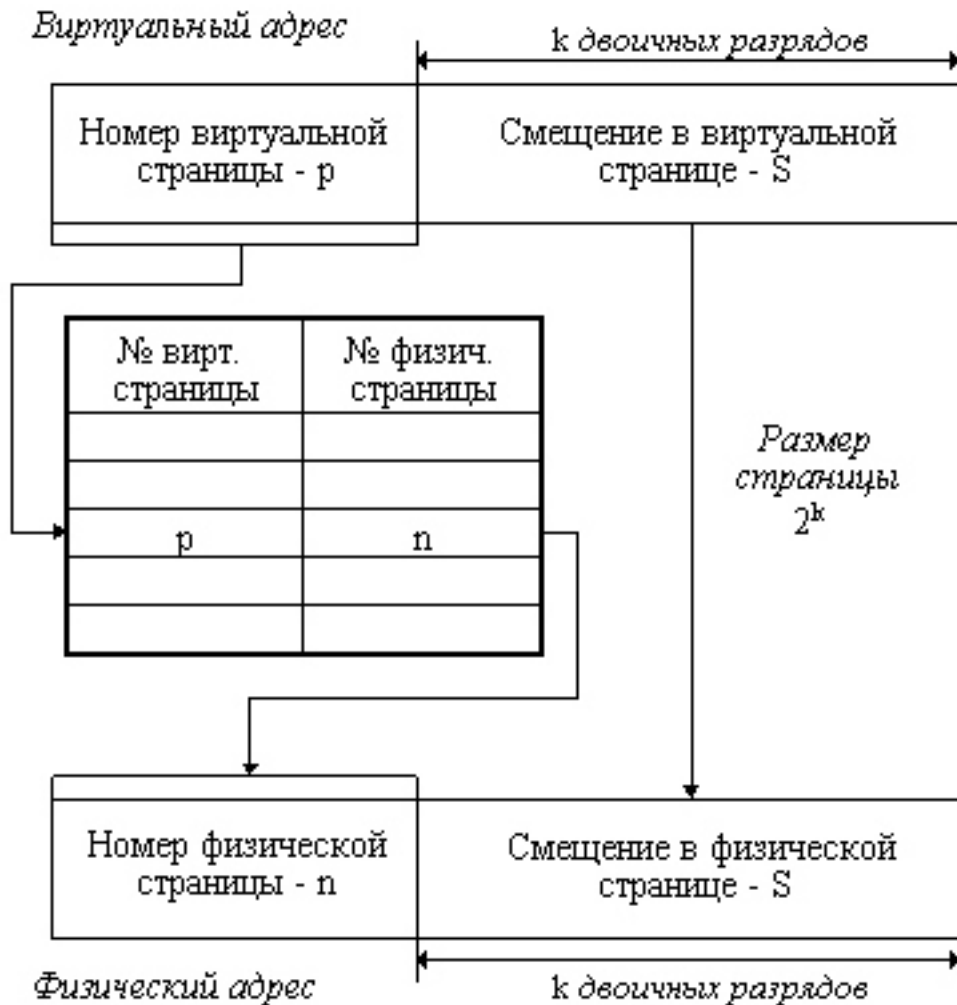 Виртуальный адрес
k двоичных разрядов
Номер виртуальной
страницы - p
Смещение в виртуальной
странице - S
№ вирт.
страницы
№ физич.
страницы
p
n
Размер
страницы
2^k
Номер физической
страницы - n
Смещение в физической
странице - S
Физический адрес
k двоичных разрядов